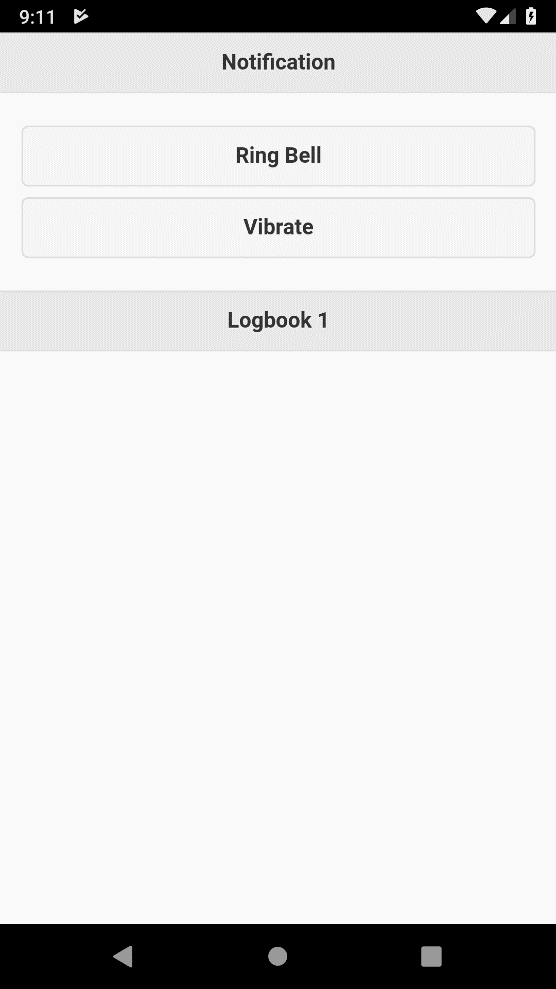 9:11
Notification
Ring Bell
Vibrate
Logbook 1